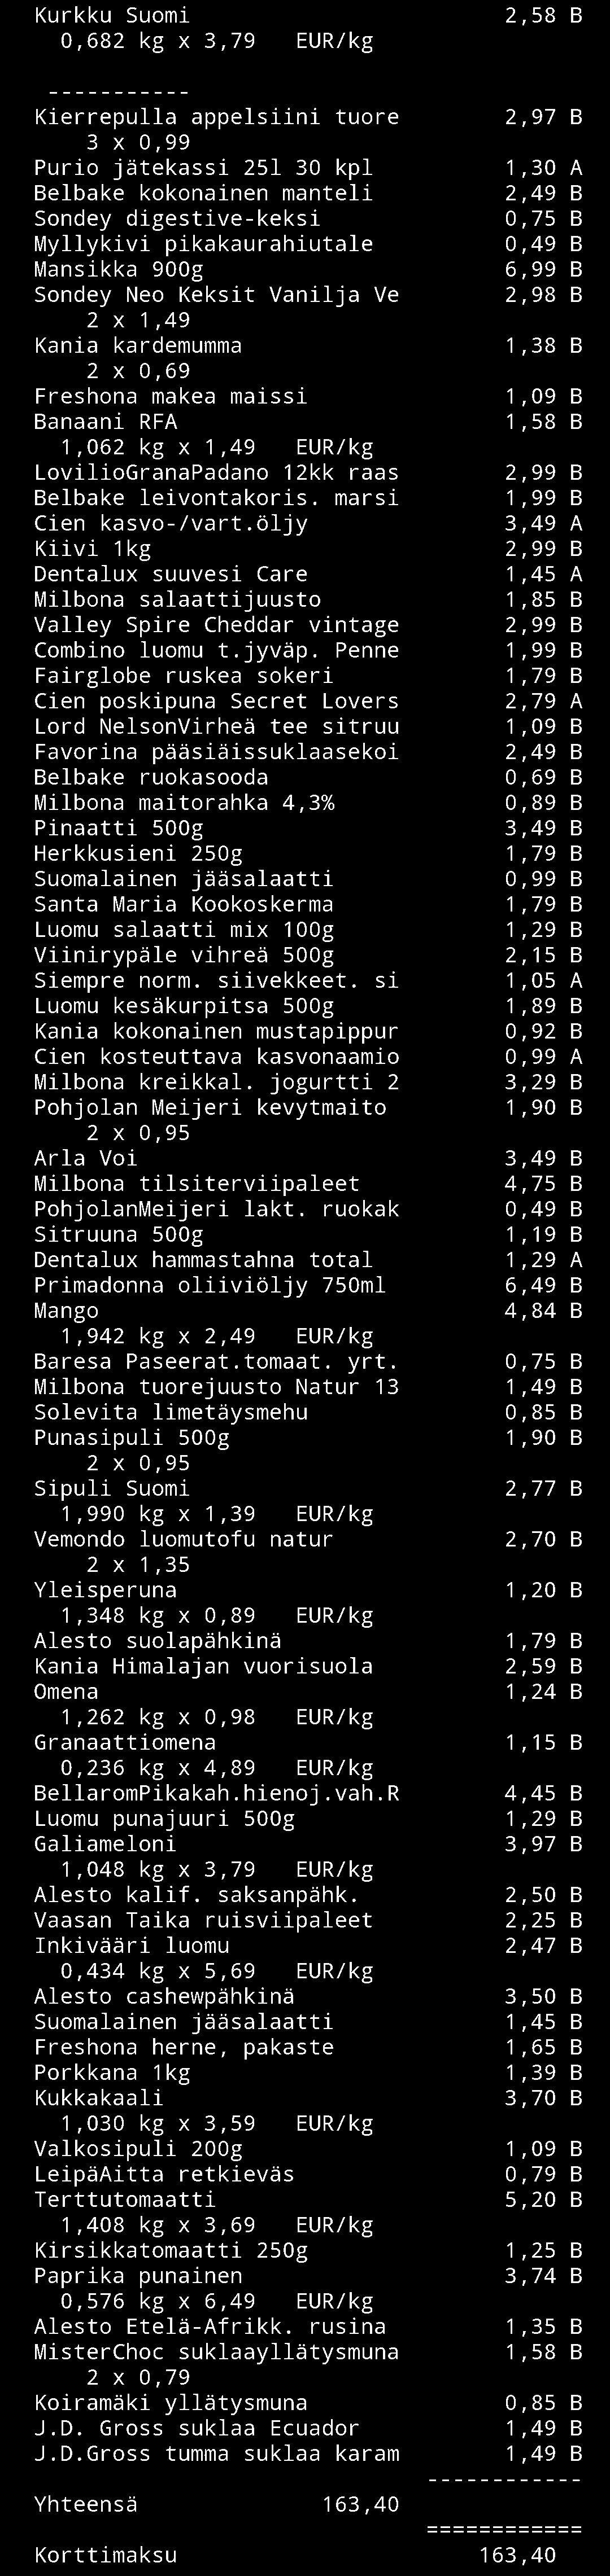 Kurkku Suomi 2,58 B
0,682 kg x 3,79 EUR/kg
-----------
Kierrepulla appelsiini tuore 2,97 B
3 x 0,99
Purio jätekassi 25l 30 kpl 1,30 A
Belbake kokonainen manteli 2,49 B
Sondey digestive-keksi 0,75 B
Myllykivi pikakaurahiutale 0,49 B
Mansikka 900g 6,99 B
Sondey Neo Keksit Vanilja Ve 2,98 B
2 x 1,49
Kania kardemumma 1,38 B
2 x 0,69
Freshona makea maissi 1,09 B
Banaani RFA 1,58 B
1,062 kg x 1,49 EUR/kg
LovilioGranaPadano 12kk raas 2,99 B
Belbake leivontakoris. marsi 1,99 B
Cien kasvo-/vart.öljy 3,49 A
Kiivi 1kg 2,99 B
Dentalux suuvesi Care 1,45 A
Milbona salaattijuusto 1,85 B
Valley Spire Cheddar vintage 2,99 B
Combino luomu t.jyväp. Penne 1,99 B
Fairglobe ruskea sokeri 1,79 B
Cien poskipuna Secret Lovers 2,79 A
Lord NelsonVirheä tee sitruu 1,09 B
Favorina pääsiäissuklaasekoi 2,49 B
Belbake ruokasooda 0,69 B
Milbona maitorahka 4,3% 0,89 B
Pinaatti 500g 3,49 B
Herkkusieni 250g 1,79 B
Suomalainen jääsalaatti 0,99 B
Santa Maria Kookoskerma 1,79 B
Luomu salaatti mix 100g 1,29 B
Viinirypäle vihreä 500g 2,15 B
Siempre norm. siivekkeet. si 1,05 A
Luomu kesäkurpitsa 500g 1,89 B
Kania kokonainen mustapippur 0,92 B
Cien kosteuttava kasvonaamio 0,99 A
Milbona kreikkal. jogurtti 2 3,29 B
Pohjolan Meijeri kevytmaito 1,90 B
2 x 0,95
Arla Voi 3,49 B
Milbona tilsiterviipaleet 4,75 B
PohjolanMeijeri lakt. ruokak 0,49 B
Sitruuna 500g 1,19 B
Dentalux hammastahna total 1,29 A
Primadonna oliiviöljy 750ml 6,49 B
Mango 4,84 B
1,942 kg x 2,49 EUR/kg
Baresa Paseerat.tomaat. yrt. 0,75 B
Milbona tuorejuusto Natur 13 1,49 B
Solevita limetäysmehu 0,85 B
Punasipuli 500g 1,90 B
2 x 0,95
Sipuli Suomi 2,77 B
1,990 kg x 1,39 EUR/kg
Vemondo luomutofu natur 2,70 B
2 x 1,35
Yleisperuna 1,20 B
1,348 kg x 0,89 EUR/kg
Alesto suolapähkinä 1,79 B
Kania Himalajan vuorisuola 2,59 B
Omena 1,24 B
1,262 kg x 0,98 EUR/kg
Granaattiomena 1,15 B
0,236 kg x 4,89 EUR/kg
BellaromPikakah.hienoj.vah.R 4,45 B
Luomu punajuuri 500g 1,29 B
Galiameloni 3,97 B
1,048 kg x 3,79 EUR/kg
Alesto kalif. saksanpähk. 2,50 B
Vaasan Taika ruisviipaleet 2,25 B
Inkivääri luomu 2,47 B
0,434 kg x 5,69 EUR/kg
Alesto cashewpähkinä 3,50 B
Suomalainen jääsalaatti 1,45 B
Freshona herne, pakaste 1,65 B
Porkkana 1kg 1,39 B
Kukkakaali 3,70 B
1,030 kg x 3,59 EUR/kg
Valkosipuli 200g 1,09 B
LeipäAitta retkieväs 0,79 B
Terttutomaatti 5,20 B
1,408 kg x 3,69 EUR/kg
Kirsikkatomaatti 250g 1,25 B
Paprika punainen 3,74 B
0,576 kg x 6,49 EUR/kg
Alesto Etelä-Afrikk. rusina 1,35 B
MisterChoc suklaayllätysmuna 1,58 B
2 x 0,79
Koiramäki yllätysmuna 0,85 B
J.D. Gross suklaa Ecuador 1,49 B
J.D.Gross tumma suklaa karam 1,49 B
------------
Yhteensä 163,40
============
Korttimaksu 163,40